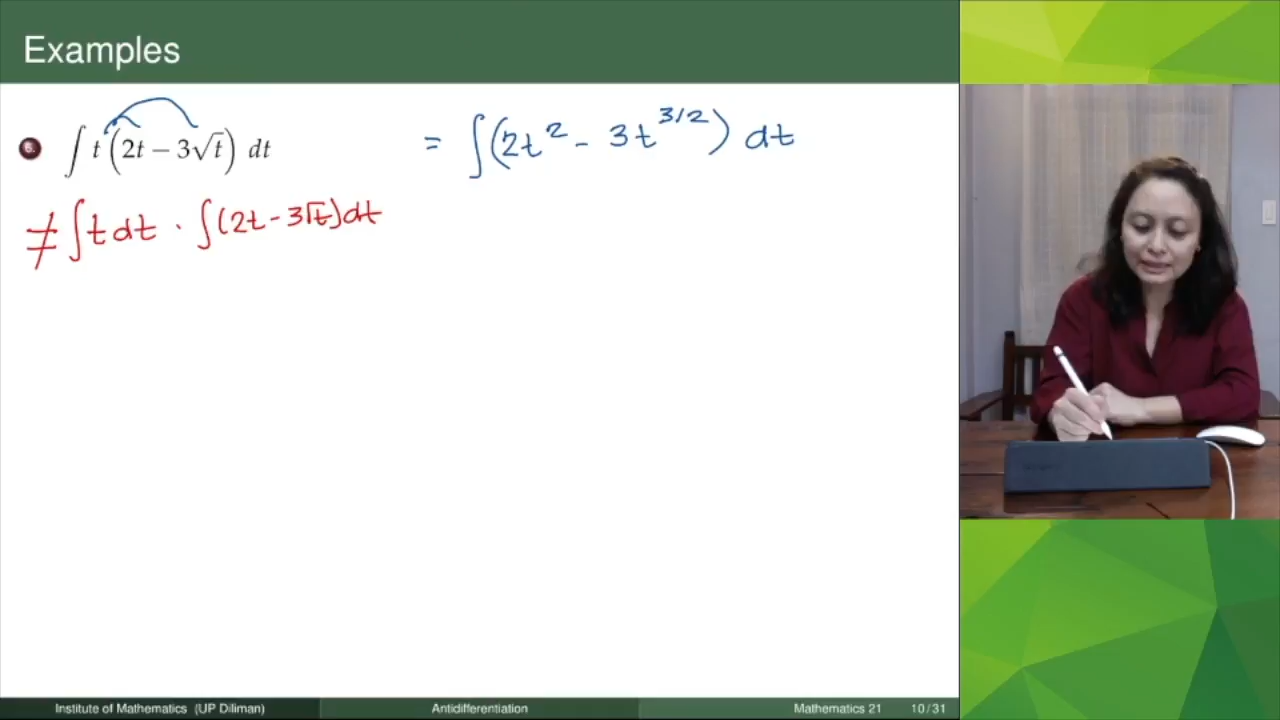 Examples
6. ∫ t (2t − 3√t) dt = ∫(2t² - 3t^{3/2}) dt
≠ ∫t dt · ∫(2t - 3√t)dt
Institute of Mathematics (UP Diliman) Antidifferentiation Mathematics 21 10/31